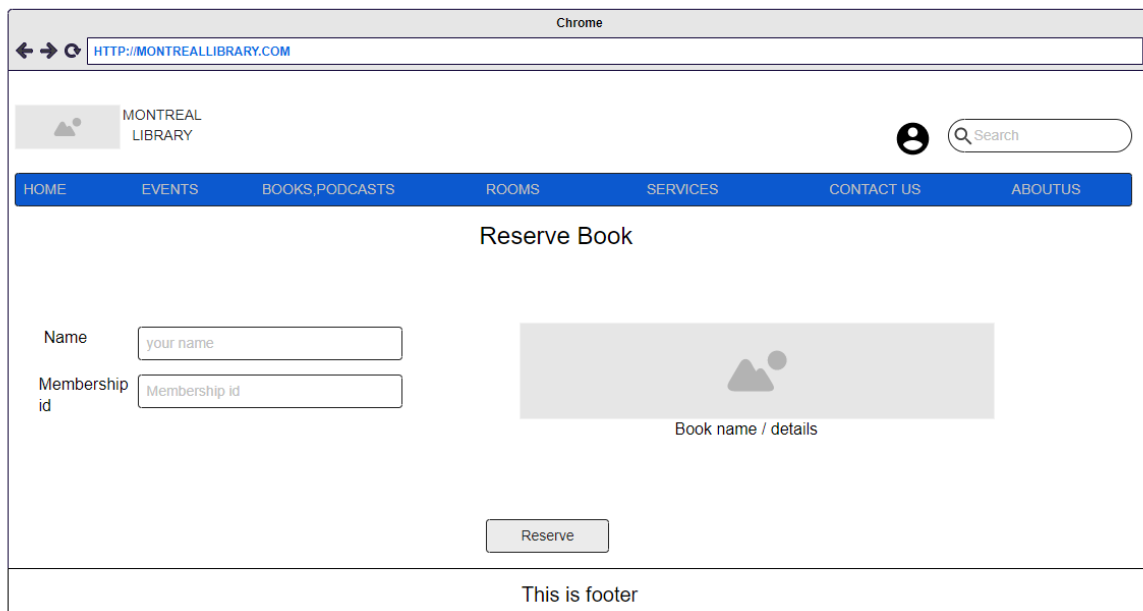 Chrome
HTTP://MONTREALLIBRARY.COM
MONTREAL
LIBRARY
Search
HOME EVENTS BOOKS,PODCASTS ROOMS SERVICES CONTACT US ABOUTUS
Reserve Book
Name
your name
Membership
id
Membership id
Book name / details
Reserve
This is footer